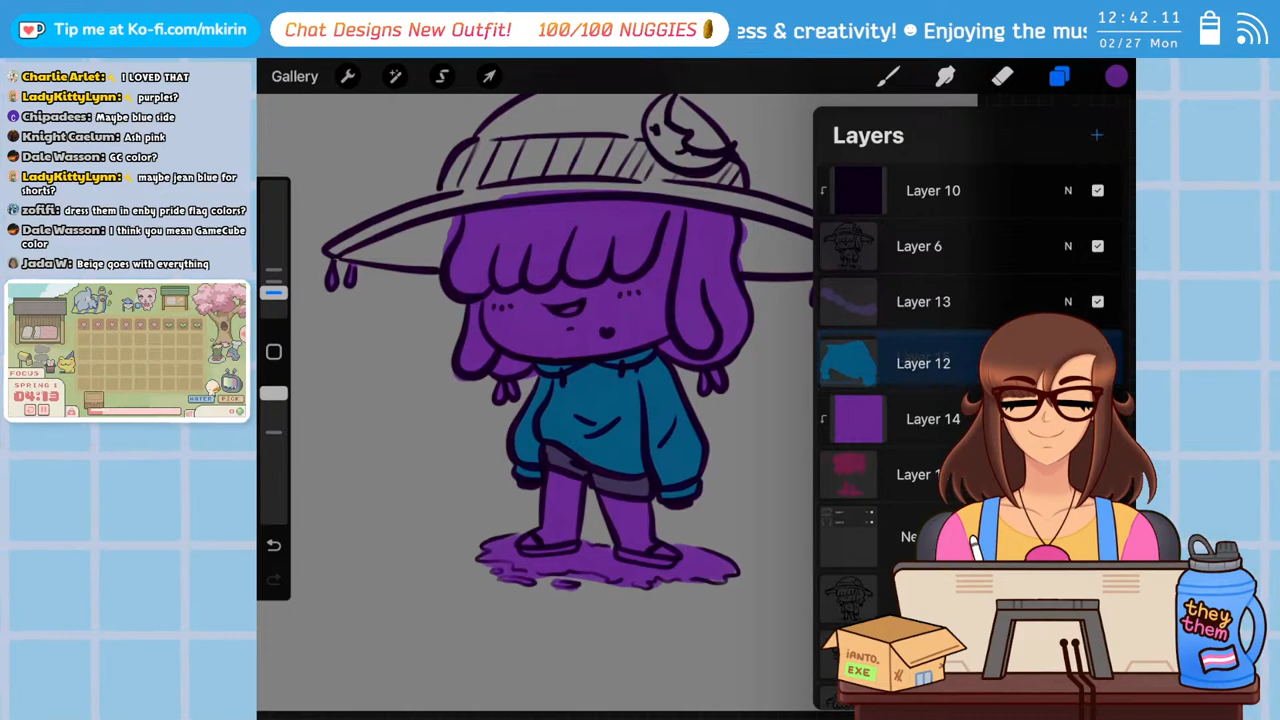 Tip me at Ko-fi.com/mkirin
Chat Designs New Outfit! 100/100 NUGGIES
ess & creativity! ☻ Enjoying the mus
12:42.11
02/27 Mon
Charlie Arlet: I LOVED THAT
LadyKittyLynn: purples?
Chipadees: Maybe blue side
Knight Caelum: Ash pink
Dale Wasson: GC color?
LadyKittyLynn: maybe jean blue for
shorts?
zofifi: dress them in enby pride flag colors?
Dale Wasson: I think you mean GameCube
color
Jada W: Beige goes with everything
FOCUS
SPRING 1
04:13
WATER
PICK
0
Gallery
Layers
Layer 10
N
Layer 6
N
Layer 13
N
Layer 12
Layer 14
Layer 1
Ne
they
them
iANTO.
EXE